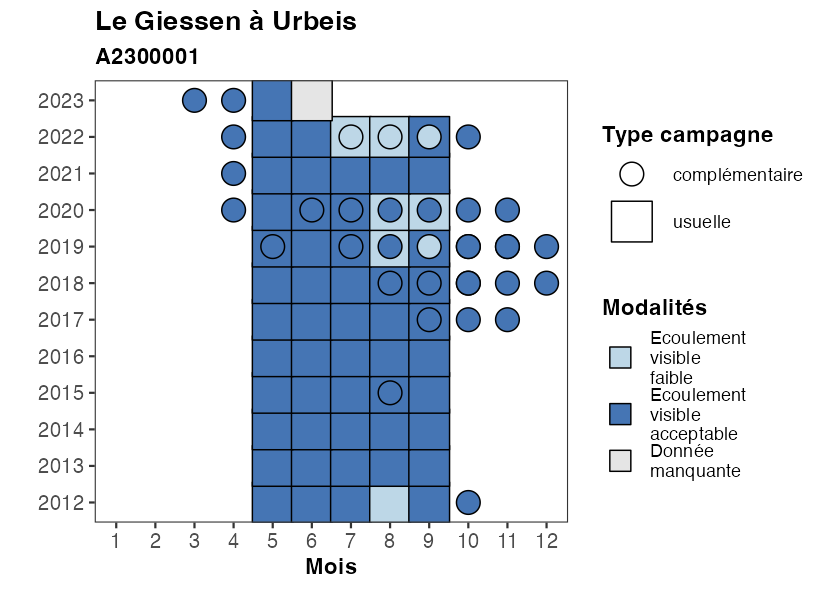 Le Giessen à Urbeis
A2300001
2023
2022
2021
2020
2019
2018
2017
2016
2015
2014
2013
2012
1 2 3 4 5 6 7 8 9 10 11 12
Mois
Type campagne
complémentaire
usuelle
Modalités
Ecoulement
visible
faible
Ecoulement
visible
acceptable
Donnée
manquante